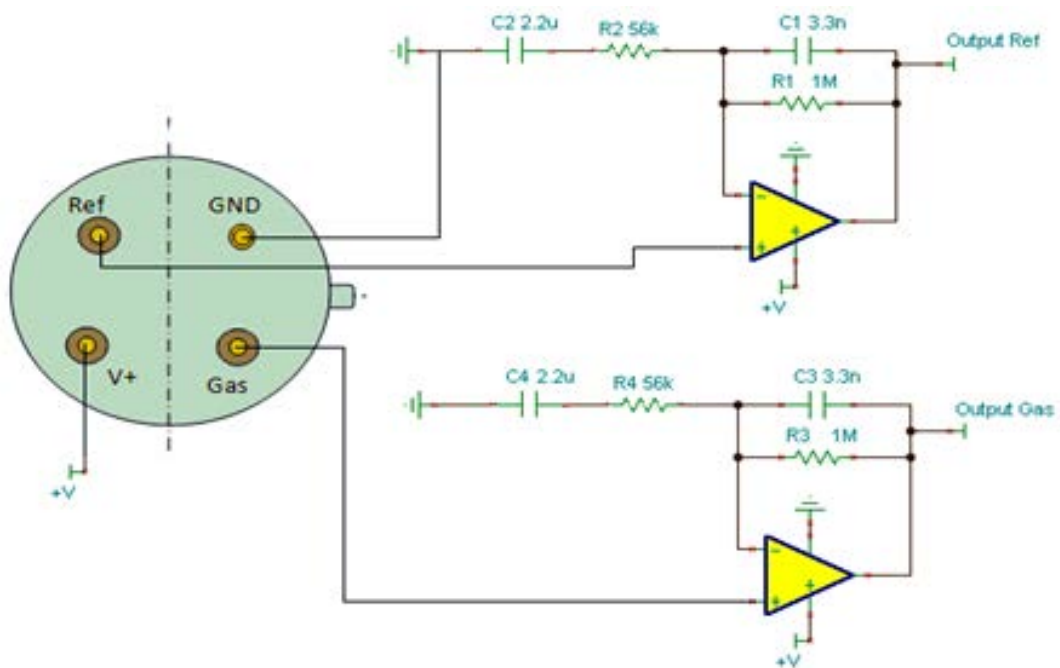 C2 2.2u
R2 56k
C1 3.3n
Output Ref
R1 1M
Ref
GND
+V
V+
Gas
C4 2.2u
R4 56k
C3 3.3n
Output Gas
R3 1M
+V
+V